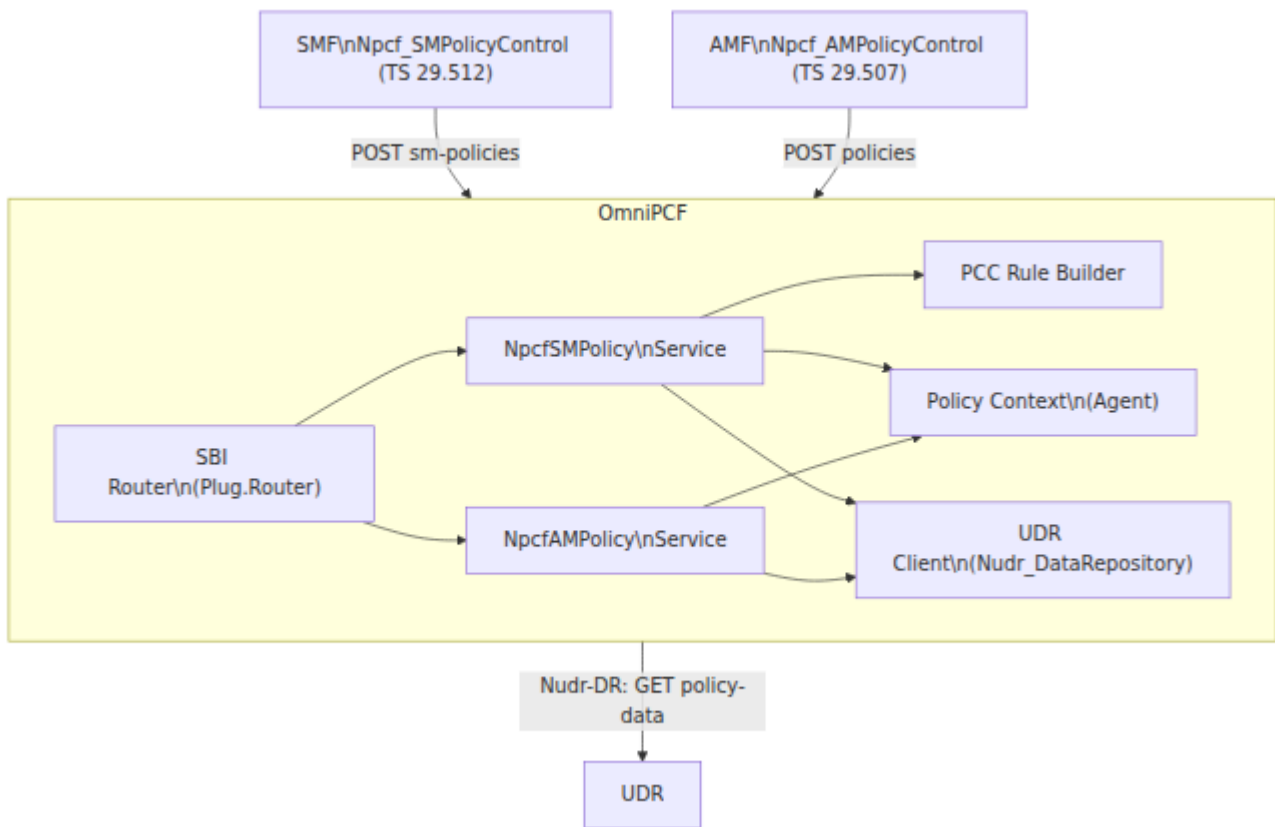 SMF\nNpcf_SMPolicyControl
(TS 29.512)
AMF\nNpcf_AMPolicyControl
(TS 29.507)
POST sm-policies
POST policies
OmniPCF
PCC Rule Builder
NpcfSMPolicy\nService
Policy Context\n(Agent)
SBI
Router\n(Plug.Router)
NpcfAMPolicy\nService
UDR
Client\n(Nudr_DataRepository)
Nudr-DR: GET policy-
data
UDR